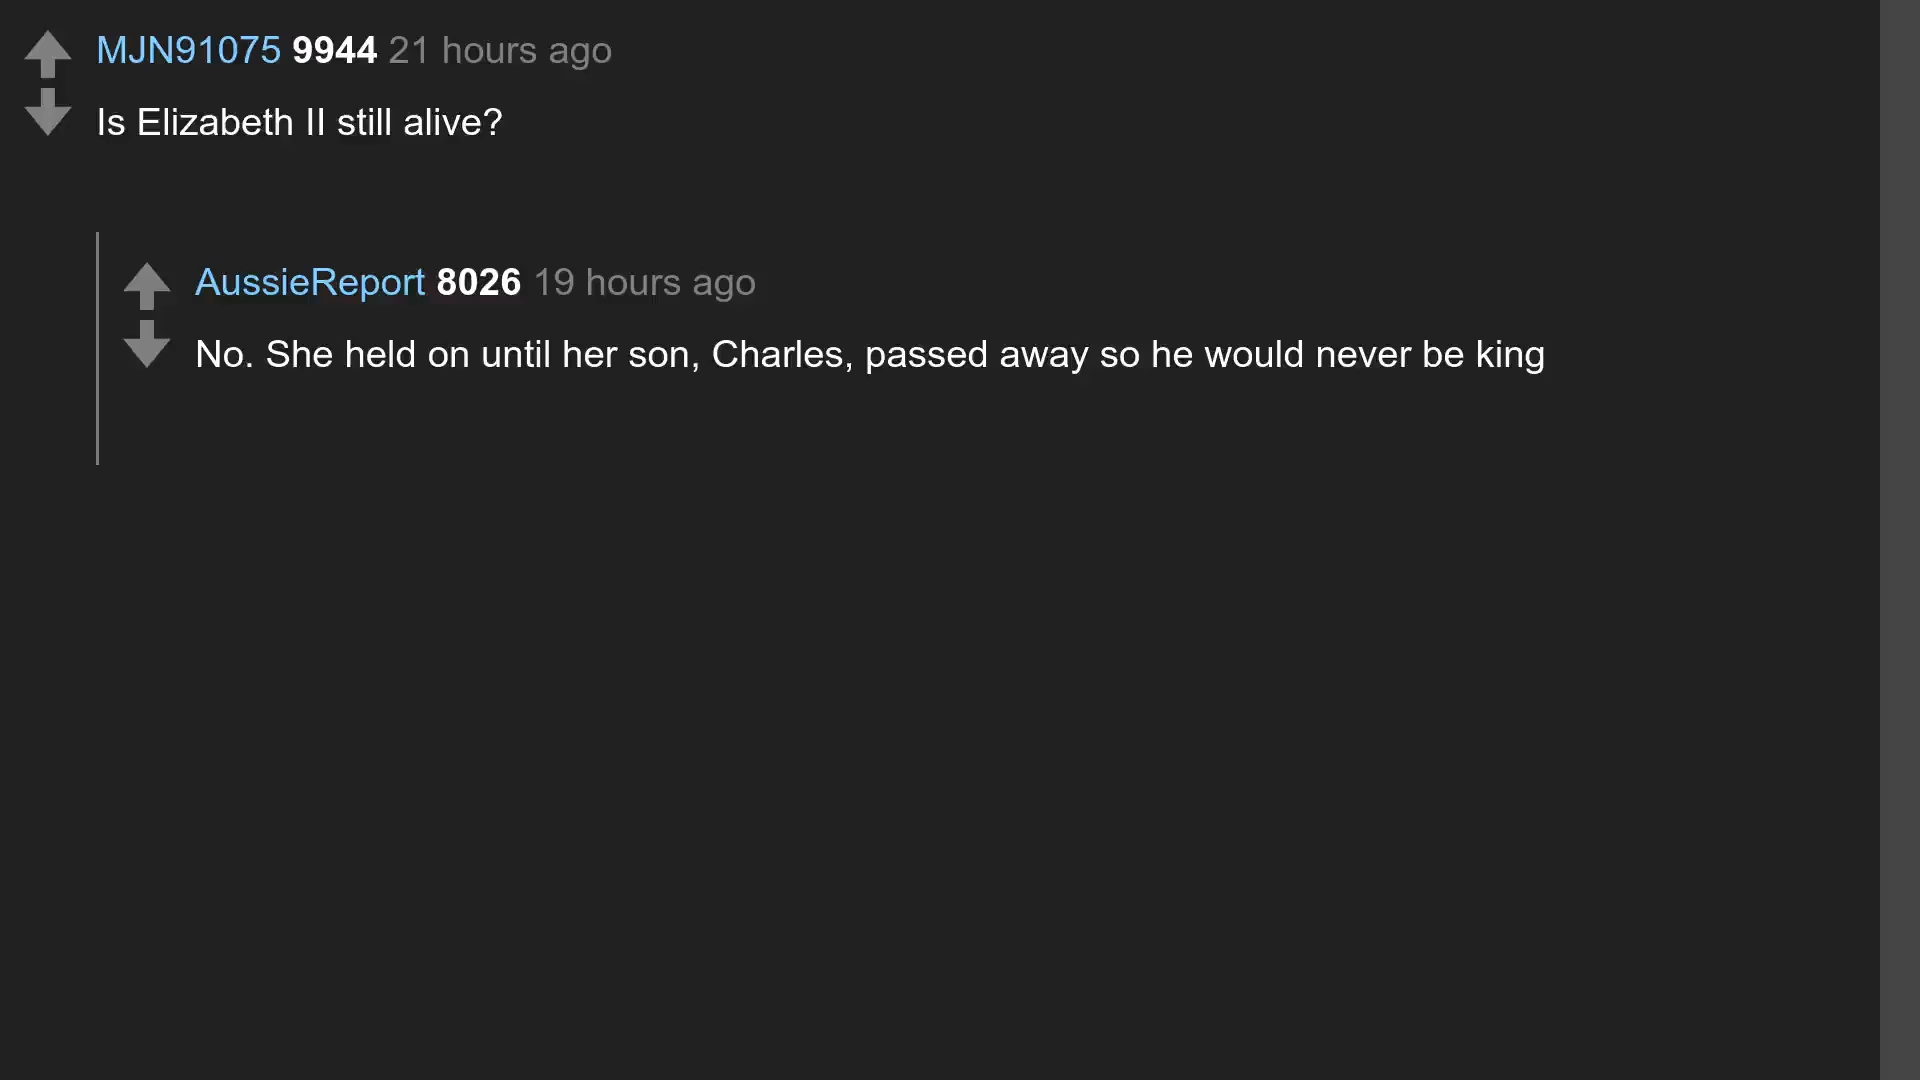 MJN91075 9944 21 hours ago
Is Elizabeth II still alive?
AussieReport 8026 19 hours ago
No. She held on until her son, Charles, passed away so he would never be king